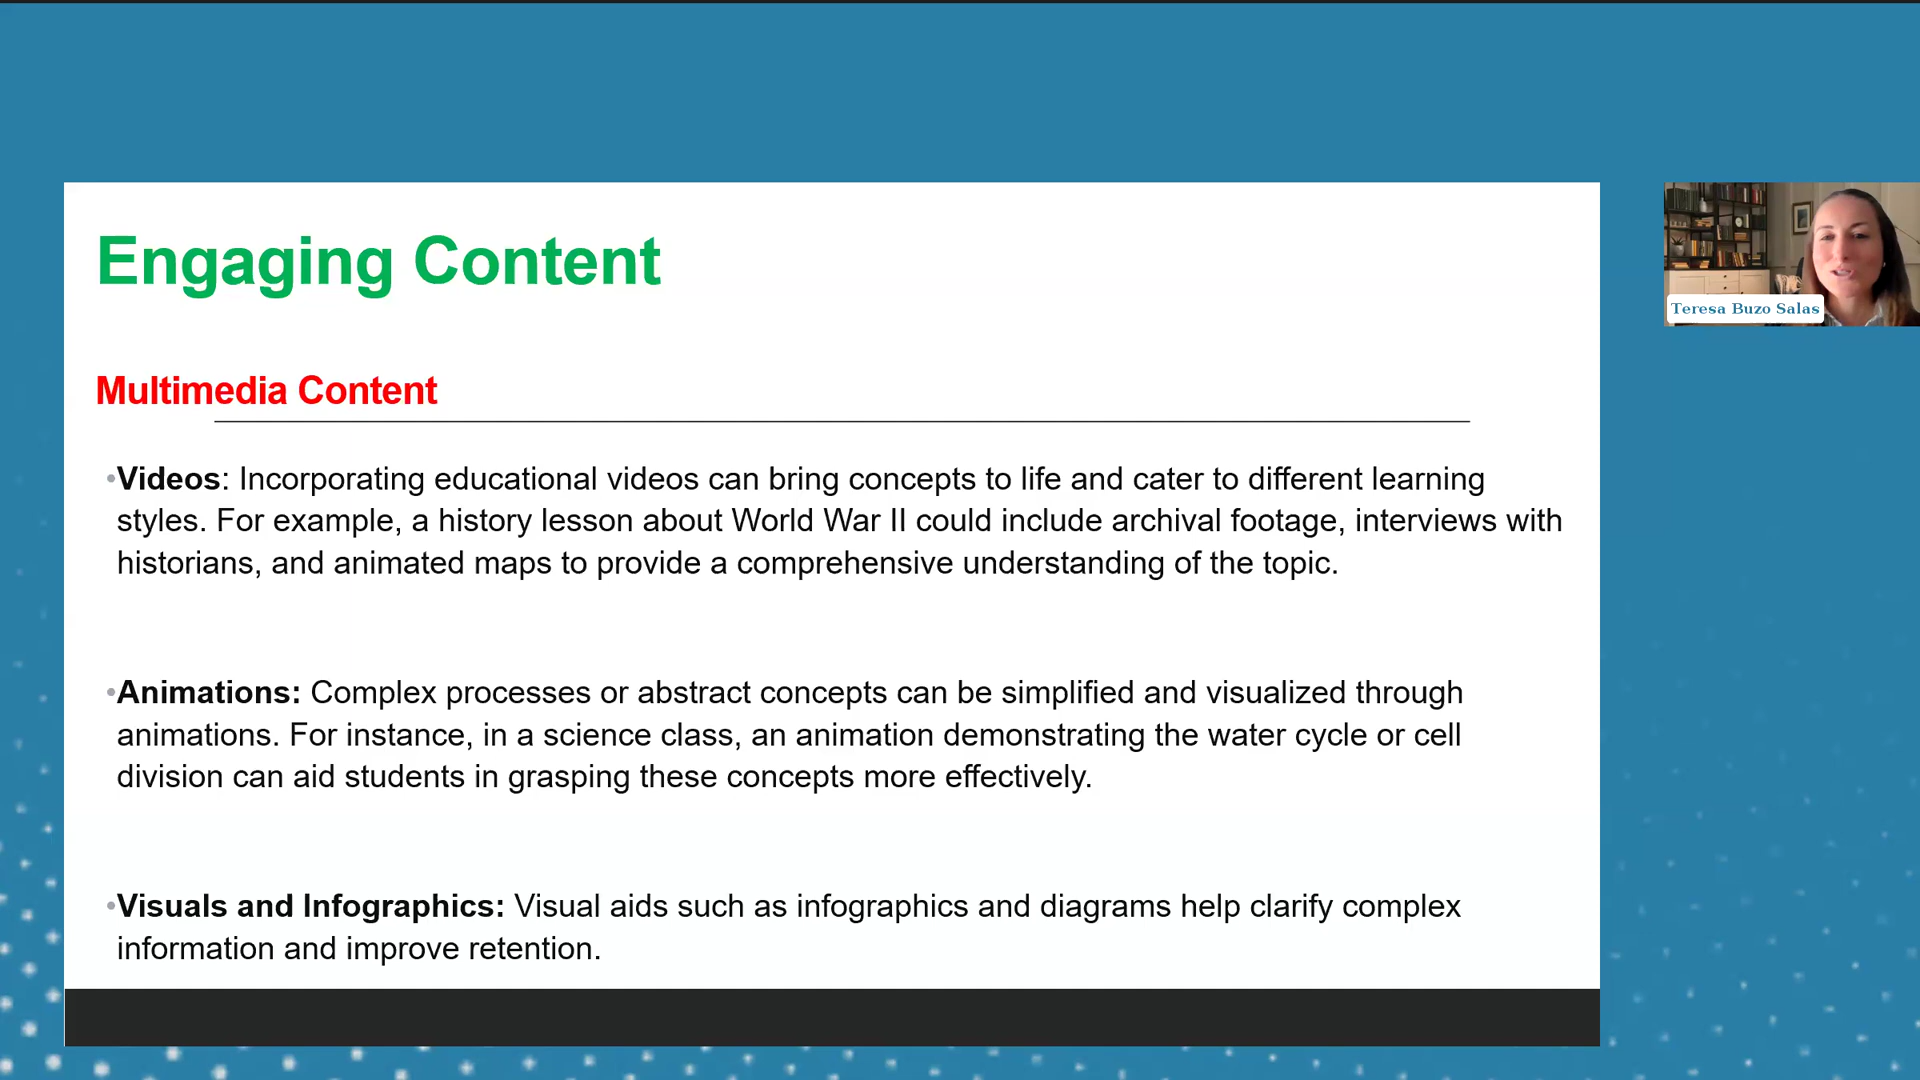 Engaging Content
Multimedia Content
•Videos: Incorporating educational videos can bring concepts to life and cater to different learning
styles. For example, a history lesson about World War II could include archival footage, interviews with
historians, and animated maps to provide a comprehensive understanding of the topic.
•Animations: Complex processes or abstract concepts can be simplified and visualized through
animations. For instance, in a science class, an animation demonstrating the water cycle or cell
division can aid students in grasping these concepts more effectively.
•Visuals and Infographics: Visual aids such as infographics and diagrams help clarify complex
information and improve retention.
Teresa Buzo Salas